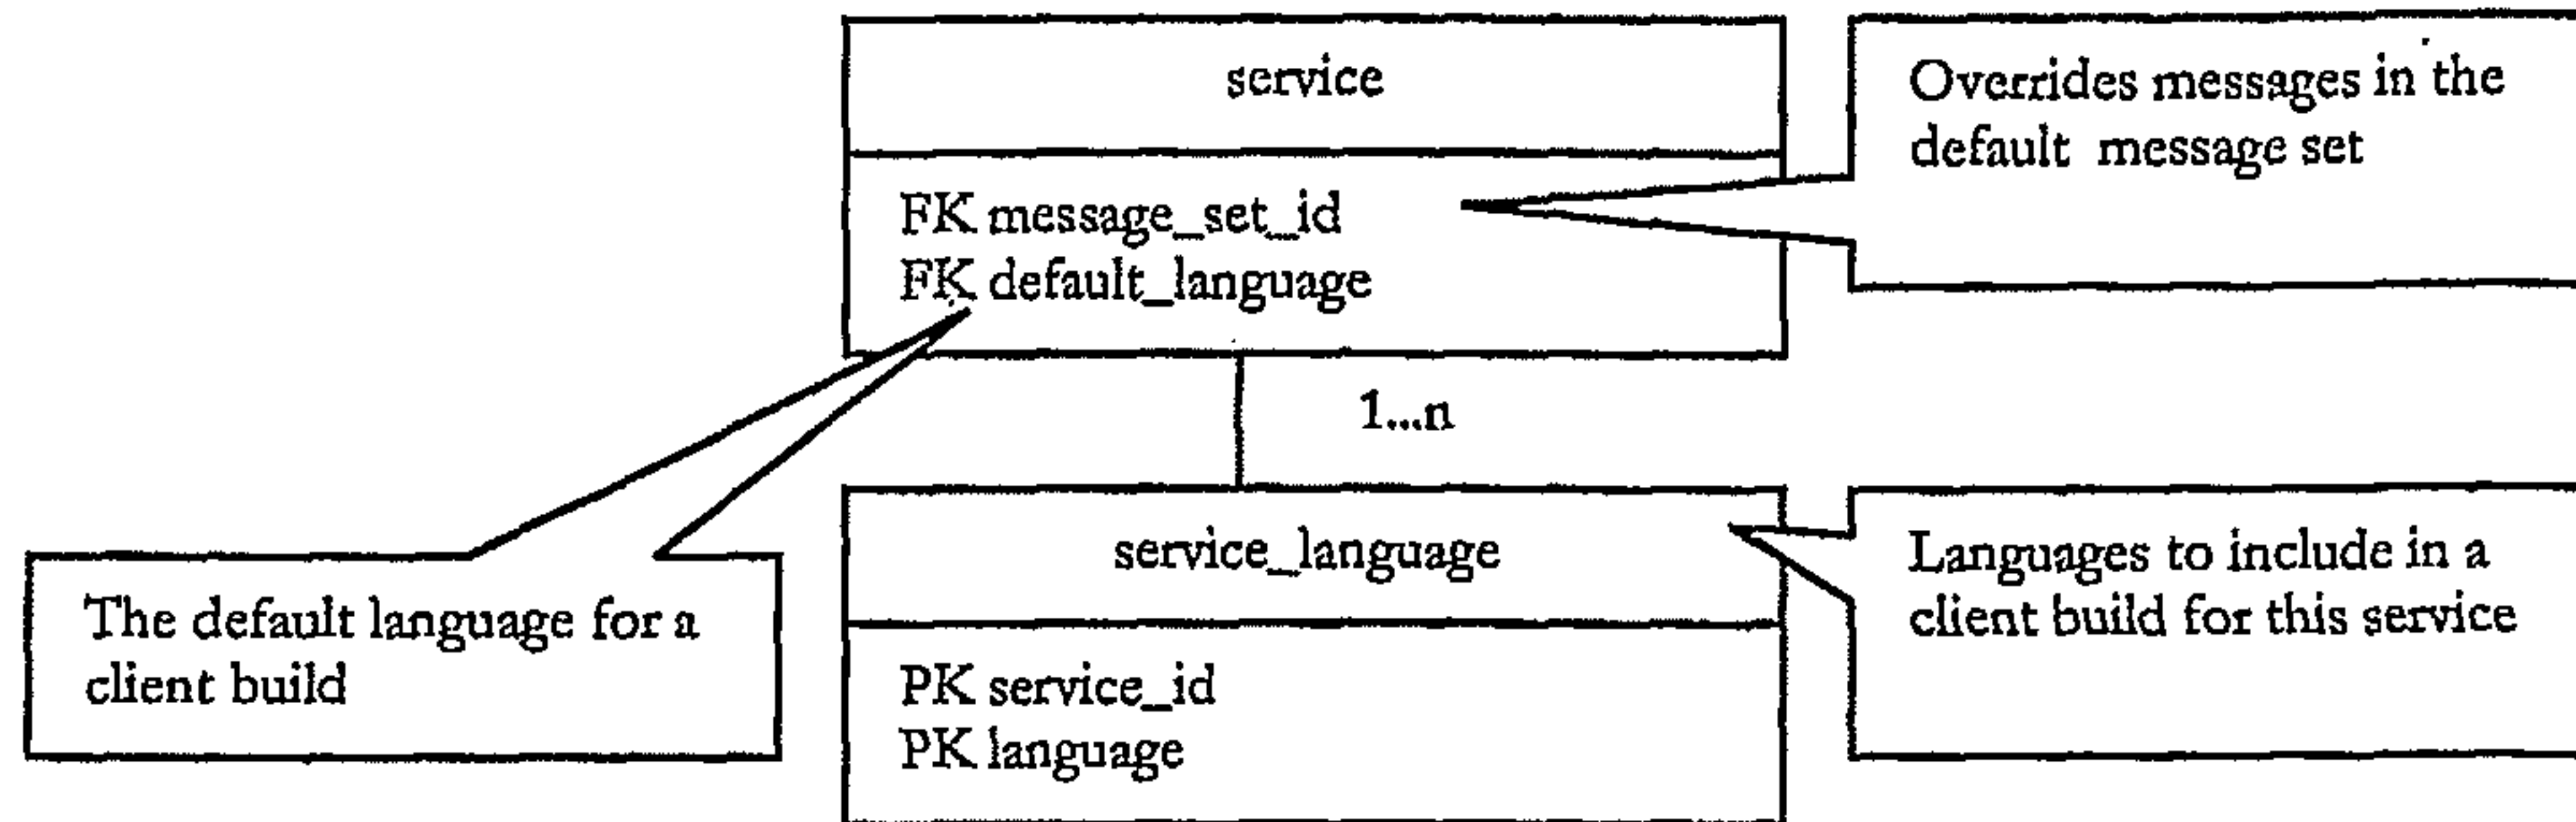 service
FK message_set_id
FK default_language
Overrides messages in the
default message set
1...n
The default language for a
client build
service_language
PK service_id
PK language
Languages to include in a
client build for this service